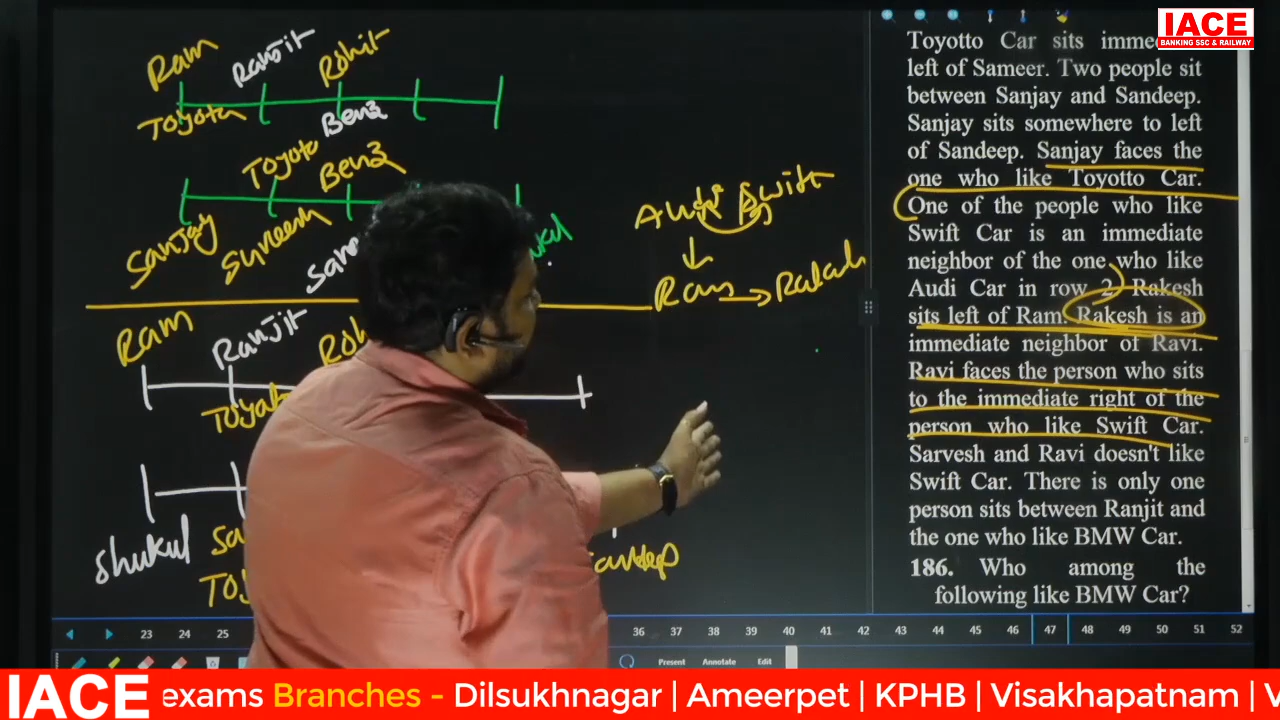 Ram
Ranjit
Rohit
Toyota
Benz
Toyota
Benz
Sanjay
Suneem
Ram
Ranjit
Toyota
Shukul
Audi
Swift
Ram
IACE
BANKING SSC & RAILWAY
Toyotto Car sits
left of Sameer. Two people sit
between Sanjay and Sandeep.
Sanjay sits somewhere to left
of Sandeep. Sanjay faces the
one who like Toyotto Car.
One of the people who like
Swift Car is an immediate
neighbor of the one who like
Audi Car in row 2. Rakesh
sits left of Ram. Rakesh is an
immediate neighbor of Ravi.
Ravi faces the person who sits
to the immediate right of the
person who like Swift Car.
Sarvesh and Ravi doesn't like
Swift Car. There is only one
person sits between Ranjit and
the one who like BMW Car.
186. Who among the
following like BMW Car?
23 24 25 36 37 38 39 40 41 42 43 44 45 46 47 48 49 50 51 52
Present Annotate Edit
IACE exams Branches - Dilsukhnagar | Ameerpet | KPHB | Visakhapatnam |